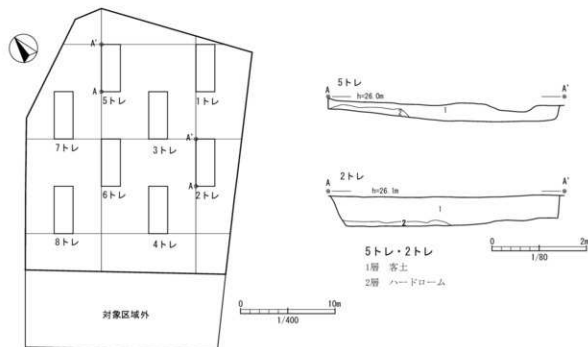 A'
A
5トレ
1トレ
7トレ
3トレ
A'
6トレ
A
2トレ
8トレ
4トレ
対象区域外
0 10m
1/400
5トレ
A h=26.0m A'
1
2トレ
A h=26.1m A'
1
2
5トレ・2トレ
1層 客土
2層 ハードローム
0 2m
1/80